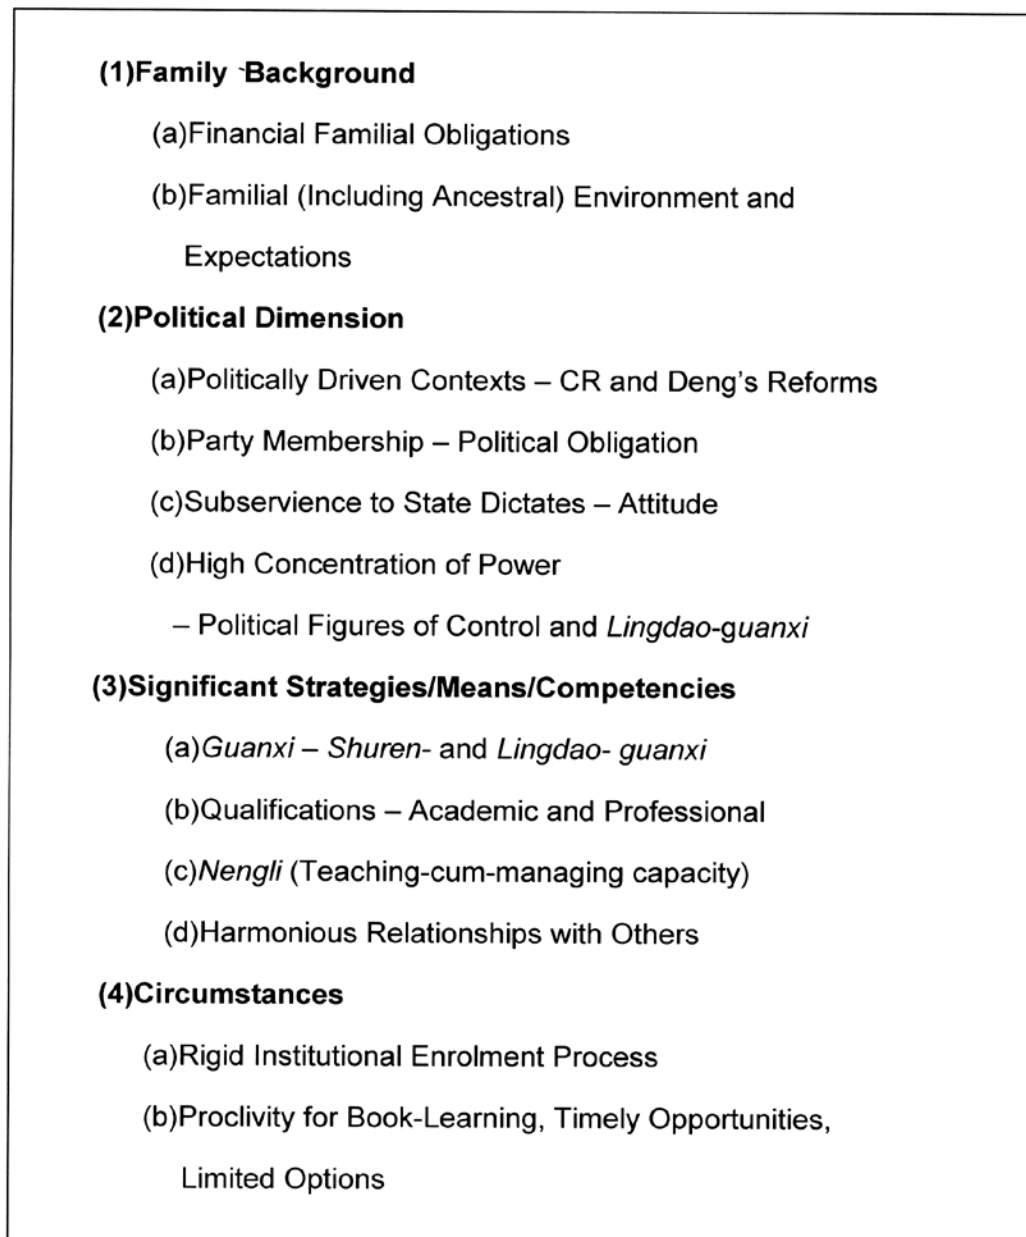 (1)Family Background
(a)Financial Familial Obligations
(b)Familial (Including Ancestral) Environment and
Expectations
(2)Political Dimension
(a)Politically Driven Contexts – CR and Deng's Reforms
(b)Party Membership – Political Obligation
(c)Subservience to State Dictates – Attitude
(d)High Concentration of Power
– Political Figures of Control and Lingdao-guanxi
(3)Significant Strategies/Means/Competencies
(a)Guanxi – Shuren- and Lingdao- guanxi
(b)Qualifications – Academic and Professional
(c)Nengli (Teaching-cum-managing capacity)
(d)Harmonious Relationships with Others
(4)Circumstances
(a)Rigid Institutional Enrolment Process
(b)Proclivity for Book-Learning, Timely Opportunities,
Limited Options